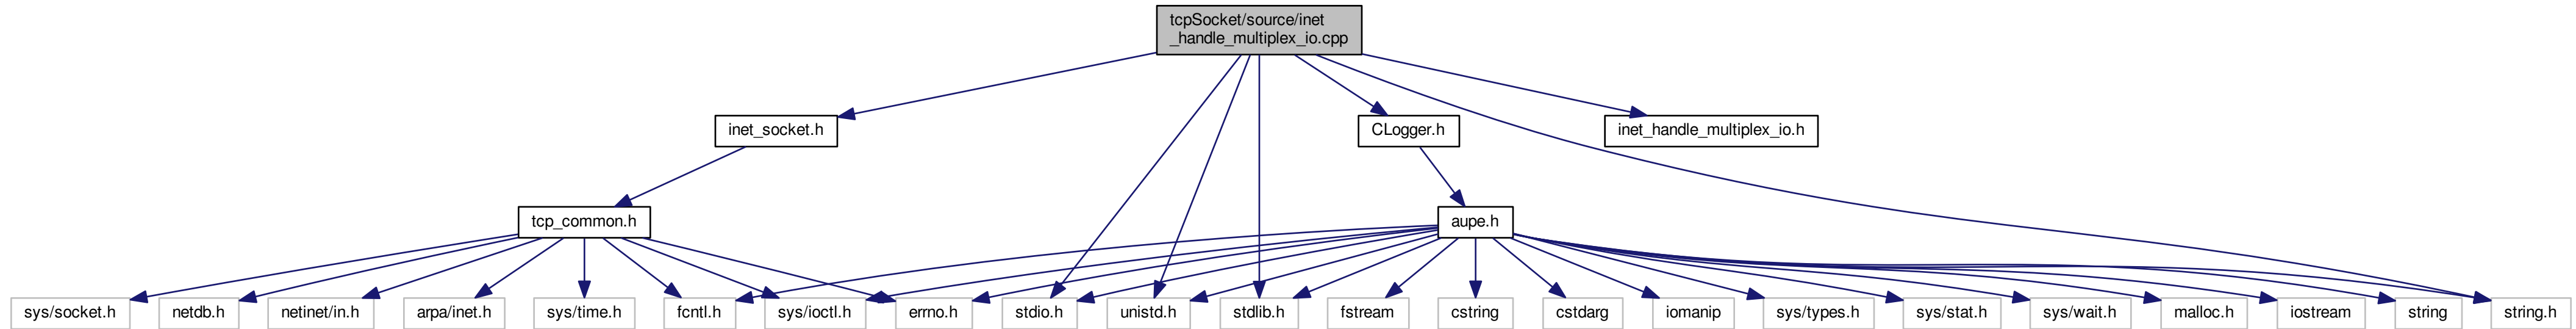 tcpSocket/source/inet
_handle_multiplex_io.cpp
inet_socket.h
CLogger.h
inet_handle_multiplex_io.h
tcp_common.h
aupe.h
sys/socket.h
netdb.h
netinet/in.h
arpa/inet.h
sys/time.h
fcntl.h
sys/ioctl.h
errno.h
stdio.h
unistd.h
stdlib.h
fstream
cstring
cstdarg
iomanip
sys/types.h
sys/stat.h
sys/wait.h
malloc.h
iostream
string
string.h